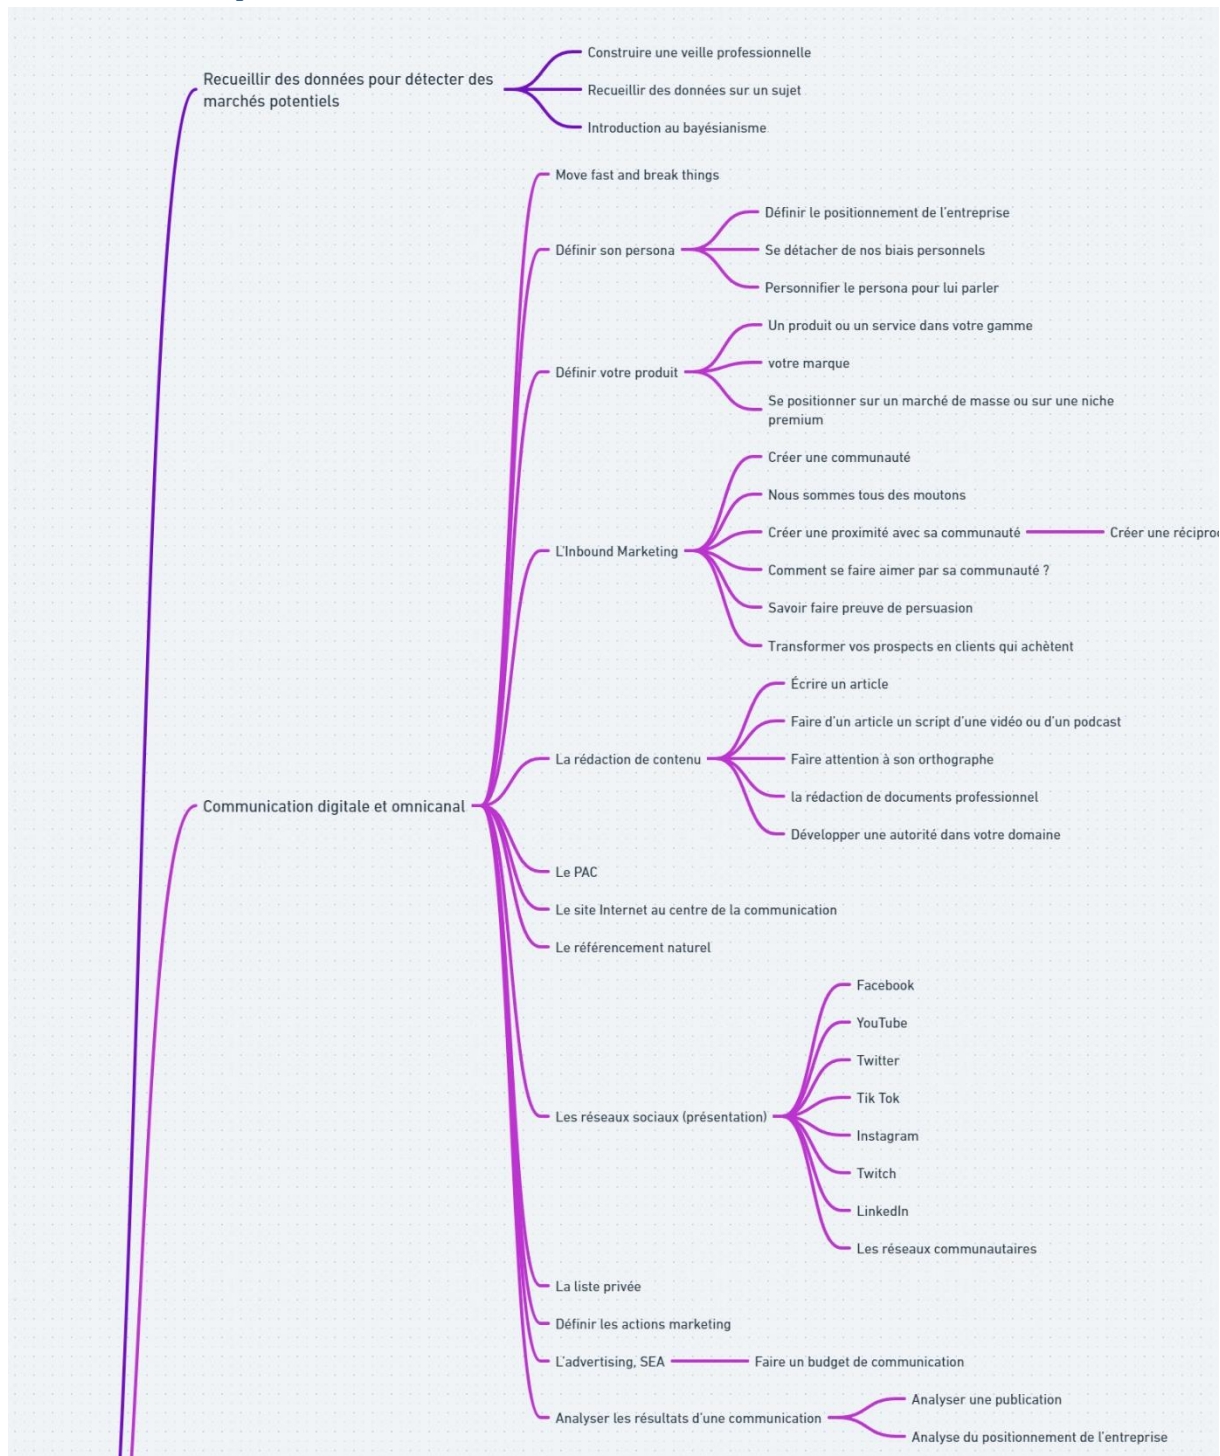 Recueillir des données pour détecter des
marchés potentiels
Construire une veille professionnelle
Recueillir des données sur un sujet
Introduction au bayésianisme
Communication digitale et omnicanal
Move fast and break things
Définir son persona
Définir le positionnement de l'entreprise
Se détacher de nos biais personnels
Personnifier le persona pour lui parler
Définir votre produit
Un produit ou un service dans votre gamme
votre marque
Se positionner sur un marché de masse ou sur une niche
premium
L'Inbound Marketing
Créer une communauté
Nous sommes tous des moutons
Créer une proximité avec sa communauté
Créer une
Comment se faire aimer par sa communauté ?
Savoir faire preuve de persuasion
Transformer vos prospects en clients qui achètent
La rédaction de contenu
Écrire un article
Faire d'un article un script d'une vidéo ou d'un podcast
Faire attention à son orthographe
la rédaction de documents professionnel
Développer une autorité dans votre domaine
Le PAC
Le site Internet au centre de la communication
Le référencement naturel
Les réseaux sociaux (présentation)
Facebook
YouTube
Twitter
Tik Tok
Instagram
Twitch
LinkedIn
Les réseaux communautaires
La liste privée
Définir les actions marketing
L'advertising, SEA
Faire un budget de communication
Analyser les résultats d'une communication
Analyser une publication
Analyse du positionnement de l'entreprise